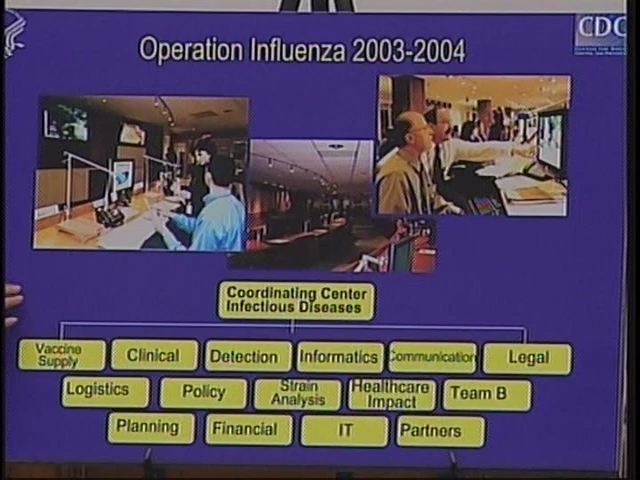 Operation Influenza 2003-2004
CDC
Coordinating Center
Infectious Diseases
Vaccine
Supply
Clinical
Detection
Informatics
Communication
Legal
Logistics
Policy
Strain
Analysis
Healthcare
Impact
Team B
Planning
Financial
IT
Partners